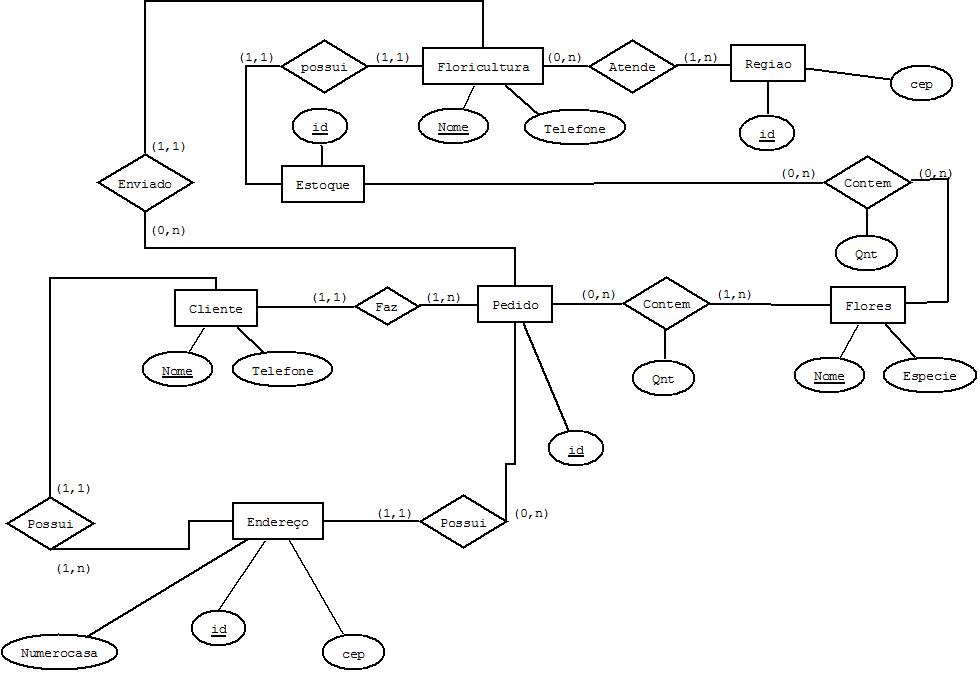 (1,1)
possui
(1,1)
Floricultura
(0,n)
Atende
(1,n)
Regiao
cep
id
Nome
Telefone
id
(1,1)
Enviado
Estoque
(0,n)
Contem
(0,n)
(0,n)
Qnt
Cliente
(1,1)
Faz
(1,n)
Pedido
(0,n)
Contem
(1,n)
Flores
Nome
Telefone
Qnt
Nome
Especie
id
(1,1)
Possui
Endereço
(1,1)
Possui
(0,n)
(1,n)
Numerocasa
id
cep